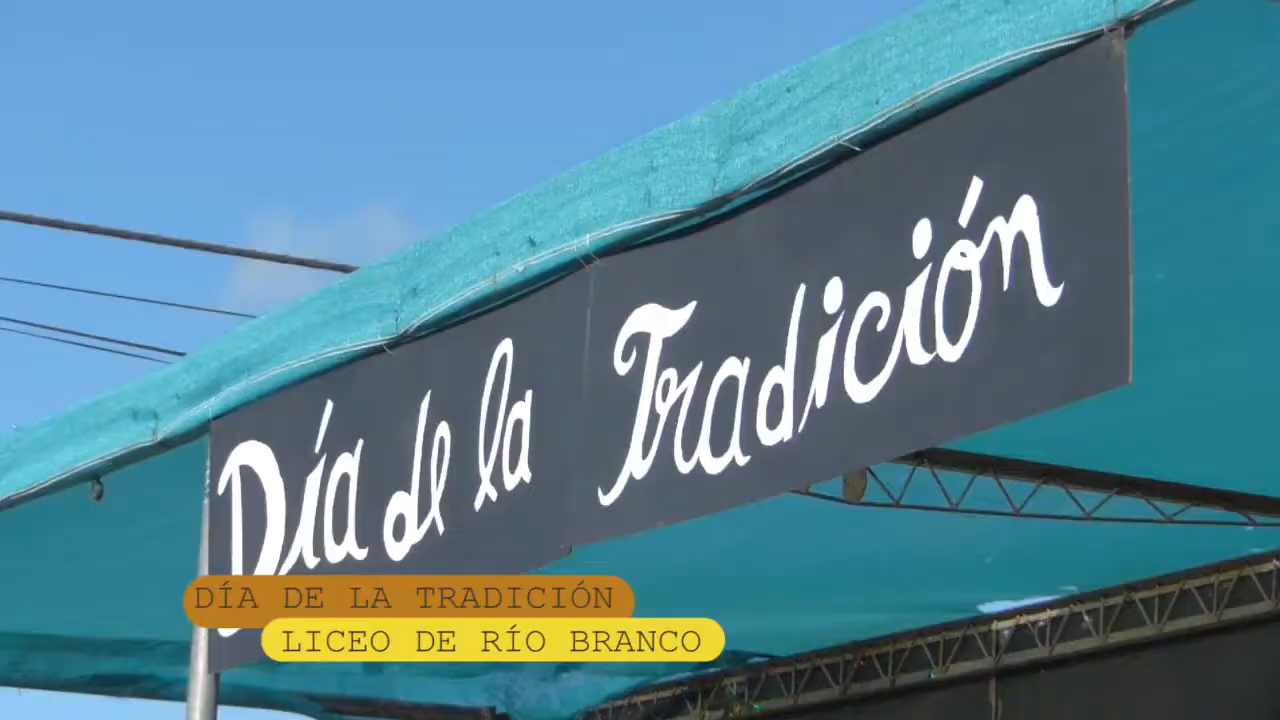 Día de la Tradición
DÍA DE LA TRADICIÓN
LICEO DE RÍO BRANCO